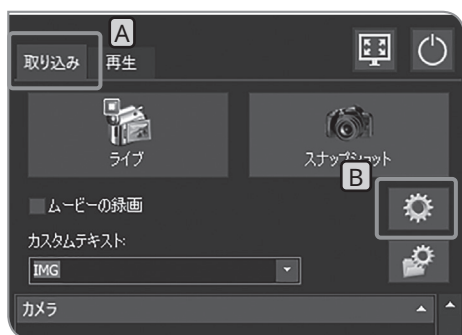 A
取り込み 再生
ライブ スナップショット
B
ムービーの録画
カスタムテキスト:
IMG
カメラ